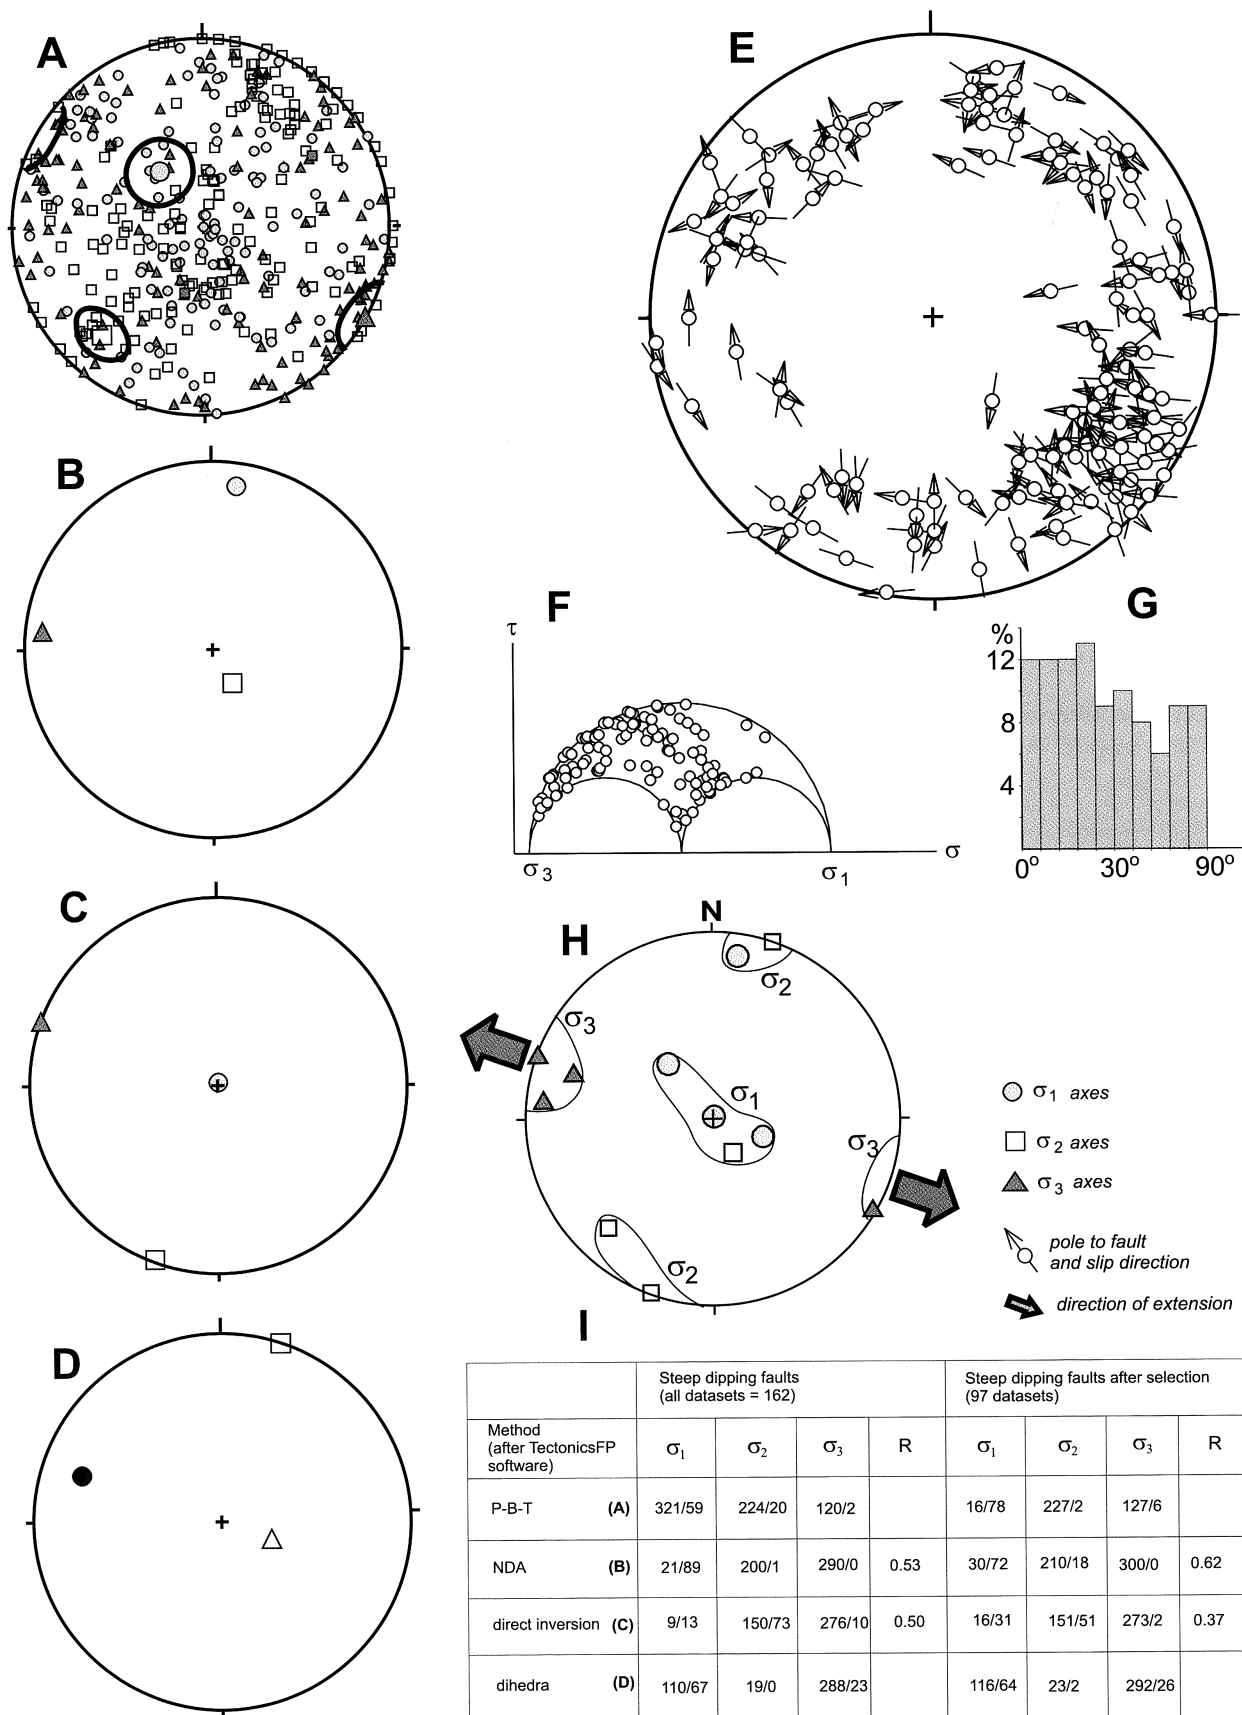 A
E
B
F
G
τ
σ
σ3
σ1
%
12
8
4
0º
30º
90º
C
H
N
σ2
σ3
σ1
σ3
σ2
σ1 axes
σ2 axes
σ3 axes
pole to fault
and slip direction
direction of extension
D
I
Steep dipping faults
(all datasets = 162)
Steep dipping faults after selection
(97 datasets)
Method
(after TectonicsFP
software)
σ1 σ2 σ3 R σ1 σ2 σ3 R
P-B-T (A) 321/59 224/20 120/2 16/78 227/2 127/6
NDA (B) 21/89 200/1 290/0 0.53 30/72 210/18 300/0 0.62
direct inversion (C) 9/13 150/73 276/10 0.50 16/31 151/51 273/2 0.37
dihedra (D) 110/67 19/0 288/23 116/64 23/2 292/26